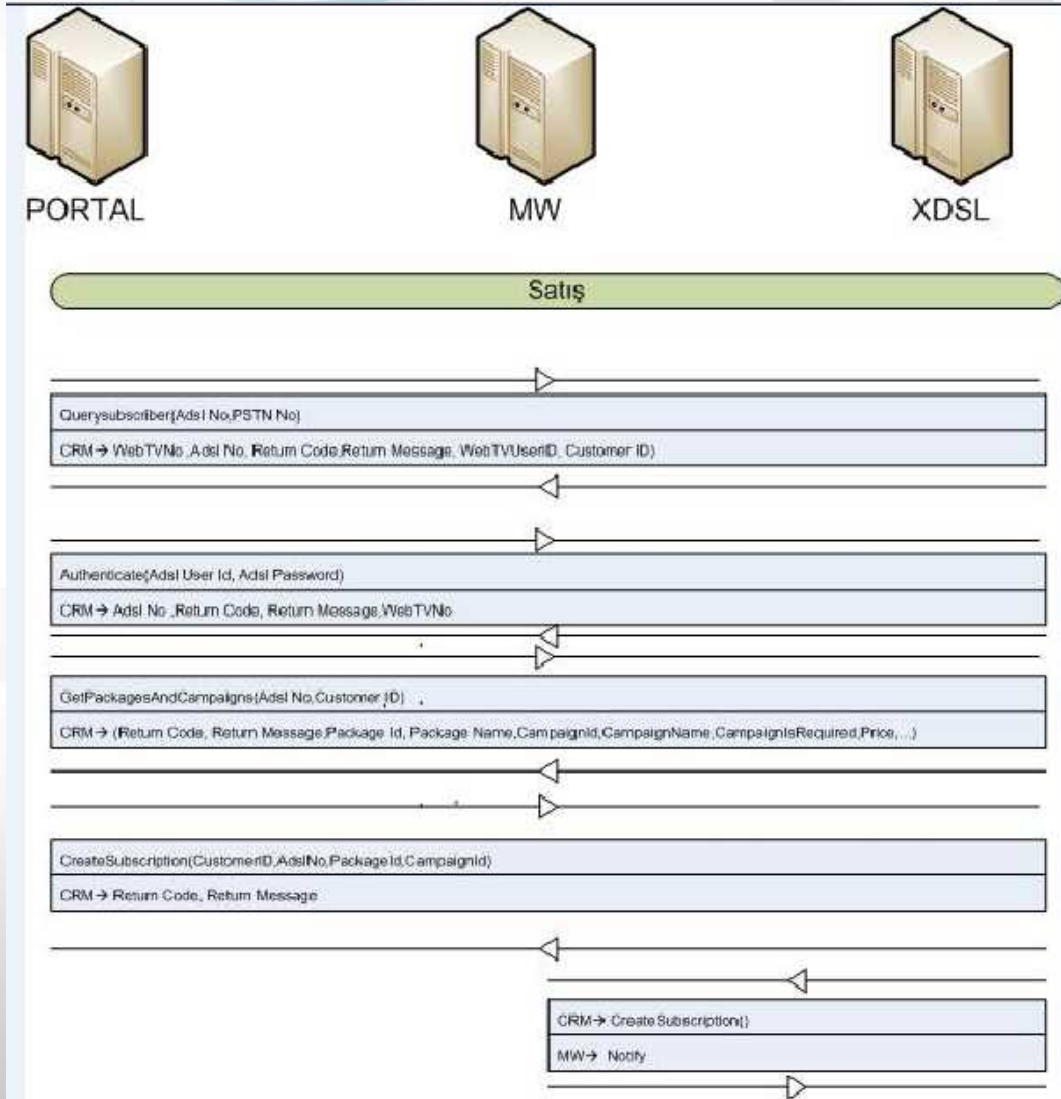 PORTAL
MW
XDSL
Satış
Querysubscriber(Adsl No,PSTN No)
CRM → WebTVNo ,Adsl No, Return Code,Return Message, WebTVUserID, Customer ID)
Authenticate(Adsl User Id, Adsl Password)
CRM → Adsl No ,Return Code, Return Message,WebTVNo
GetPackagesAndCampaigns(Adsl No,Customer ID)
CRM → (Return Code, Return Message,Package Id, Package Name,CampaignId,CampaignName,CampaignIsRequired,Price,...)
CreateSubscription(CustomerID,AdslNo,PackageId,CampaignId)
CRM → Return Code, Return Message
CRM → CreateSubscription()
MW → Notify